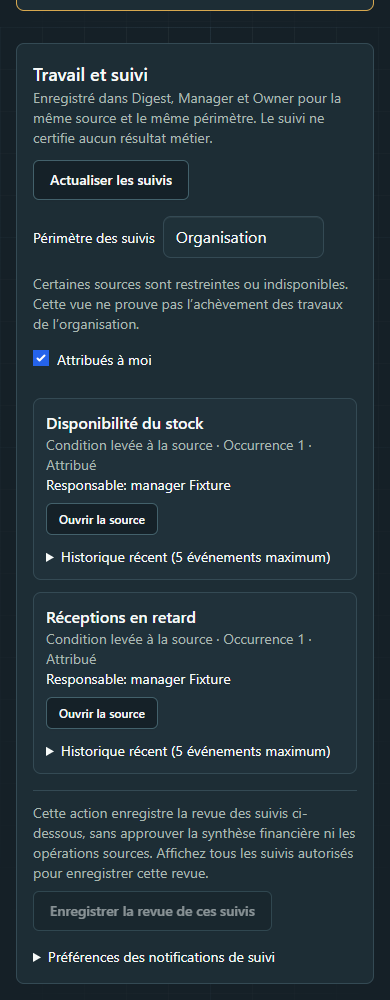 Travail et suivi
Enregistré dans Digest, Manager et Owner pour la
même source et le même périmètre. Le suivi ne
certifie aucun résultat métier.
Actualiser les suivis
Périmètre des suivis
Organisation
Certaines sources sont restreintes ou indisponibles.
Cette vue ne prouve pas l’achèvement des travaux
de l’organisation.
Attribués à moi
Disponibilité du stock
Condition levée à la source · Occurrence 1 ·
Attribué
Responsable: manager Fixture
Ouvrir la source
Historique récent (5 événements maximum)
Réceptions en retard
Condition levée à la source · Occurrence 1 ·
Attribué
Responsable: manager Fixture
Ouvrir la source
Historique récent (5 événements maximum)
Cette action enregistre la revue des suivis ci-
dessous, sans approuver la synthèse financière ni les
opérations sources. Affichez tous les suivis autorisés
pour enregistrer cette revue.
Enregistrer la revue de ces suivis
Préférences des notifications de suivi